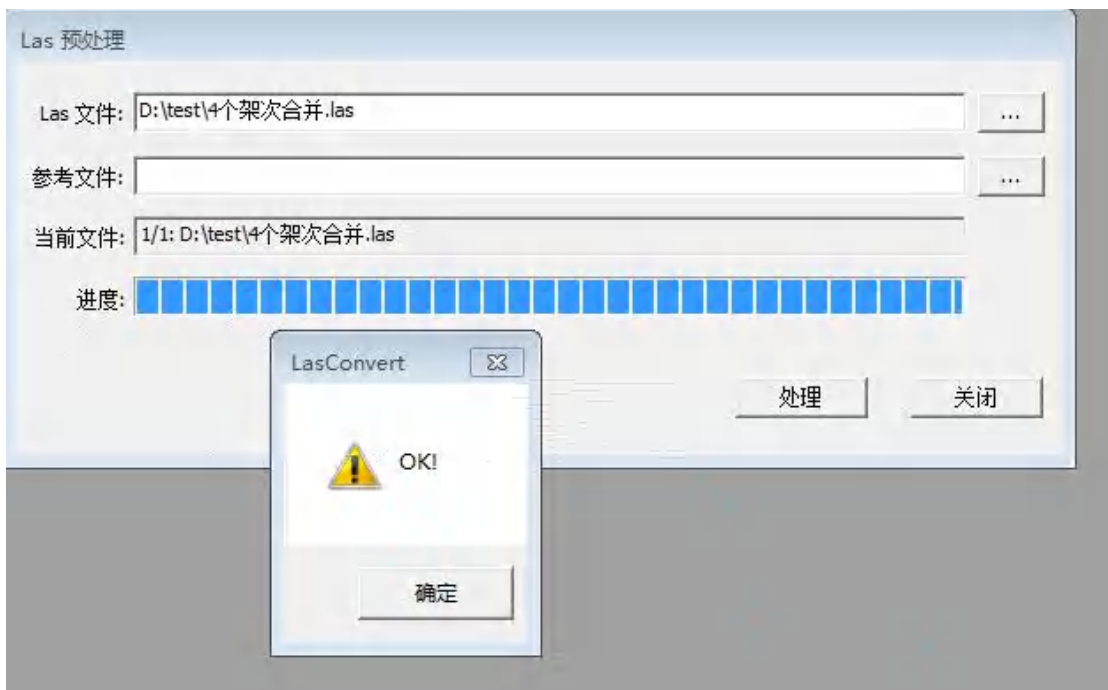 Las 预处理
Las 文件: D:\test\4个架次合并.las ...
参考文件: ...
当前文件: 1/1: D:\test\4个架次合并.las
进度:
LasConvert
处理 关闭
OK!
确定